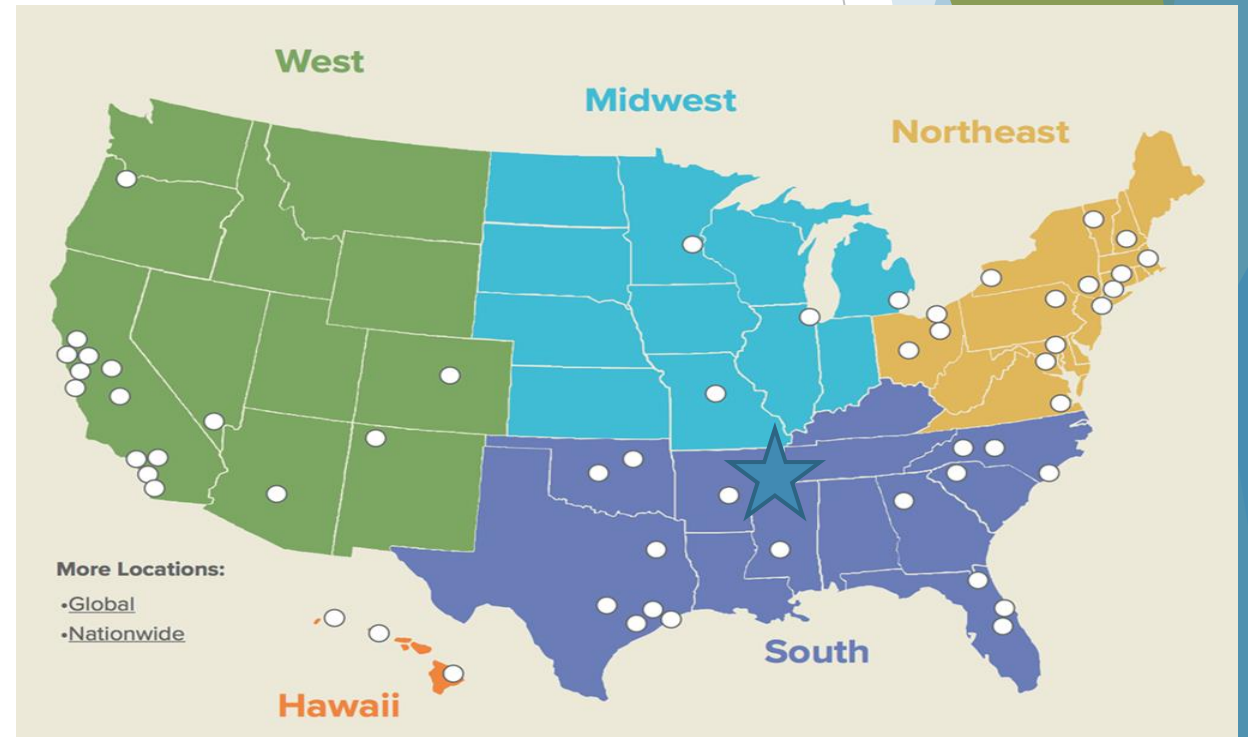 West
Midwest
Northeast
More Locations:
•Global
•Nationwide
South
Hawaii